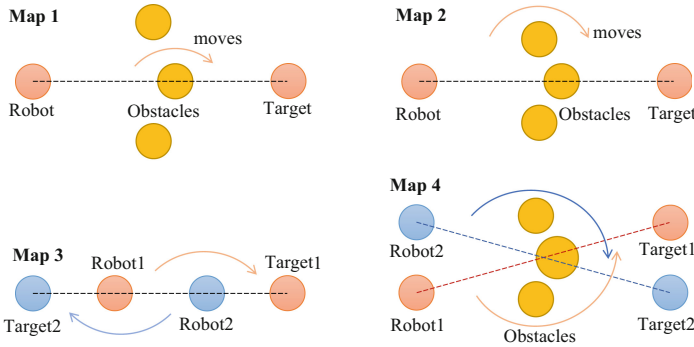 Map 1
moves
Robot
Obstacles
Target
Map 2
moves
Robot
Obstacles
Target
Map 3
Robot1
Target1
Target2
Robot2
Map 4
Robot2
Target1
Robot1
Obstacles
Target2